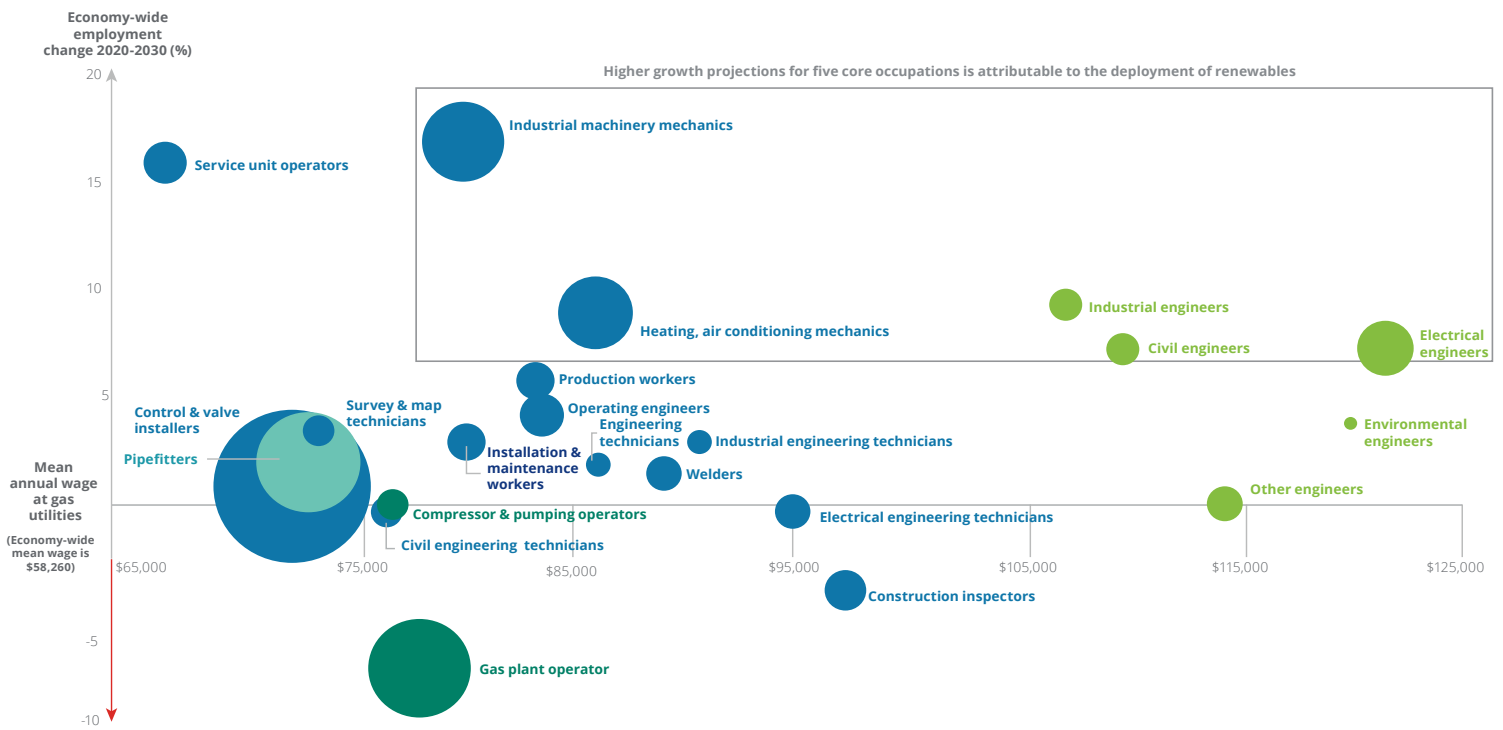 Economy-wide
employment
change 2020-2030 (%)
20
Higher growth projections for five core occupations is attributable to the deployment of renewables
Industrial machinery mechanics
Service unit operators
15
10
Industrial engineers
Heating, air conditioning mechanics
Civil engineers
Electrical
engineers
Production workers
5
Control & valve
installers
Survey & map
technicians
Operating engineers
Engineering
technicians
Industrial engineering technicians
Environmental
engineers
Pipefitters
Installation &
maintenance
workers
Welders
Mean
annual wage
at gas
utilities
(Economy-wide
mean wage is
$58,260)
Other engineers
Compressor & pumping operators
Electrical engineering technicians
Civil engineering  technicians
$65,000
$75,000
$85,000
$95,000
$105,000
$115,000
$125,000
Construction inspectors
-5
Gas plant operator
-10